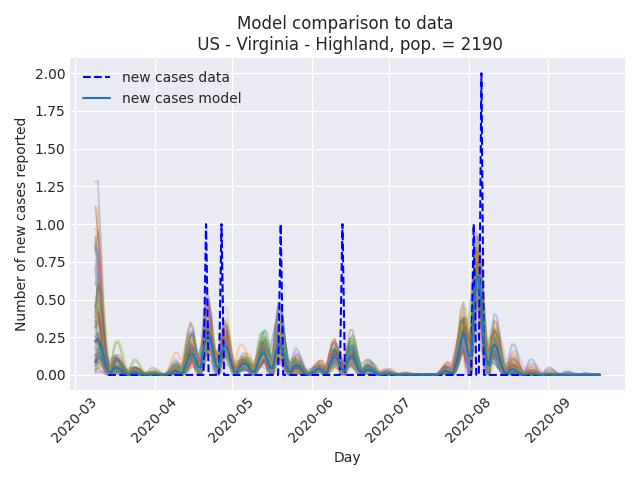 Model comparison to data
US - Virginia - Highland, pop. = 2190
new cases data
new cases model
Number of new cases reported
2.00
1.75
1.50
1.25
1.00
0.75
0.50
0.25
0.00
2020-03
2020-04
2020-05
2020-06
2020-07
2020-08
2020-09
Day